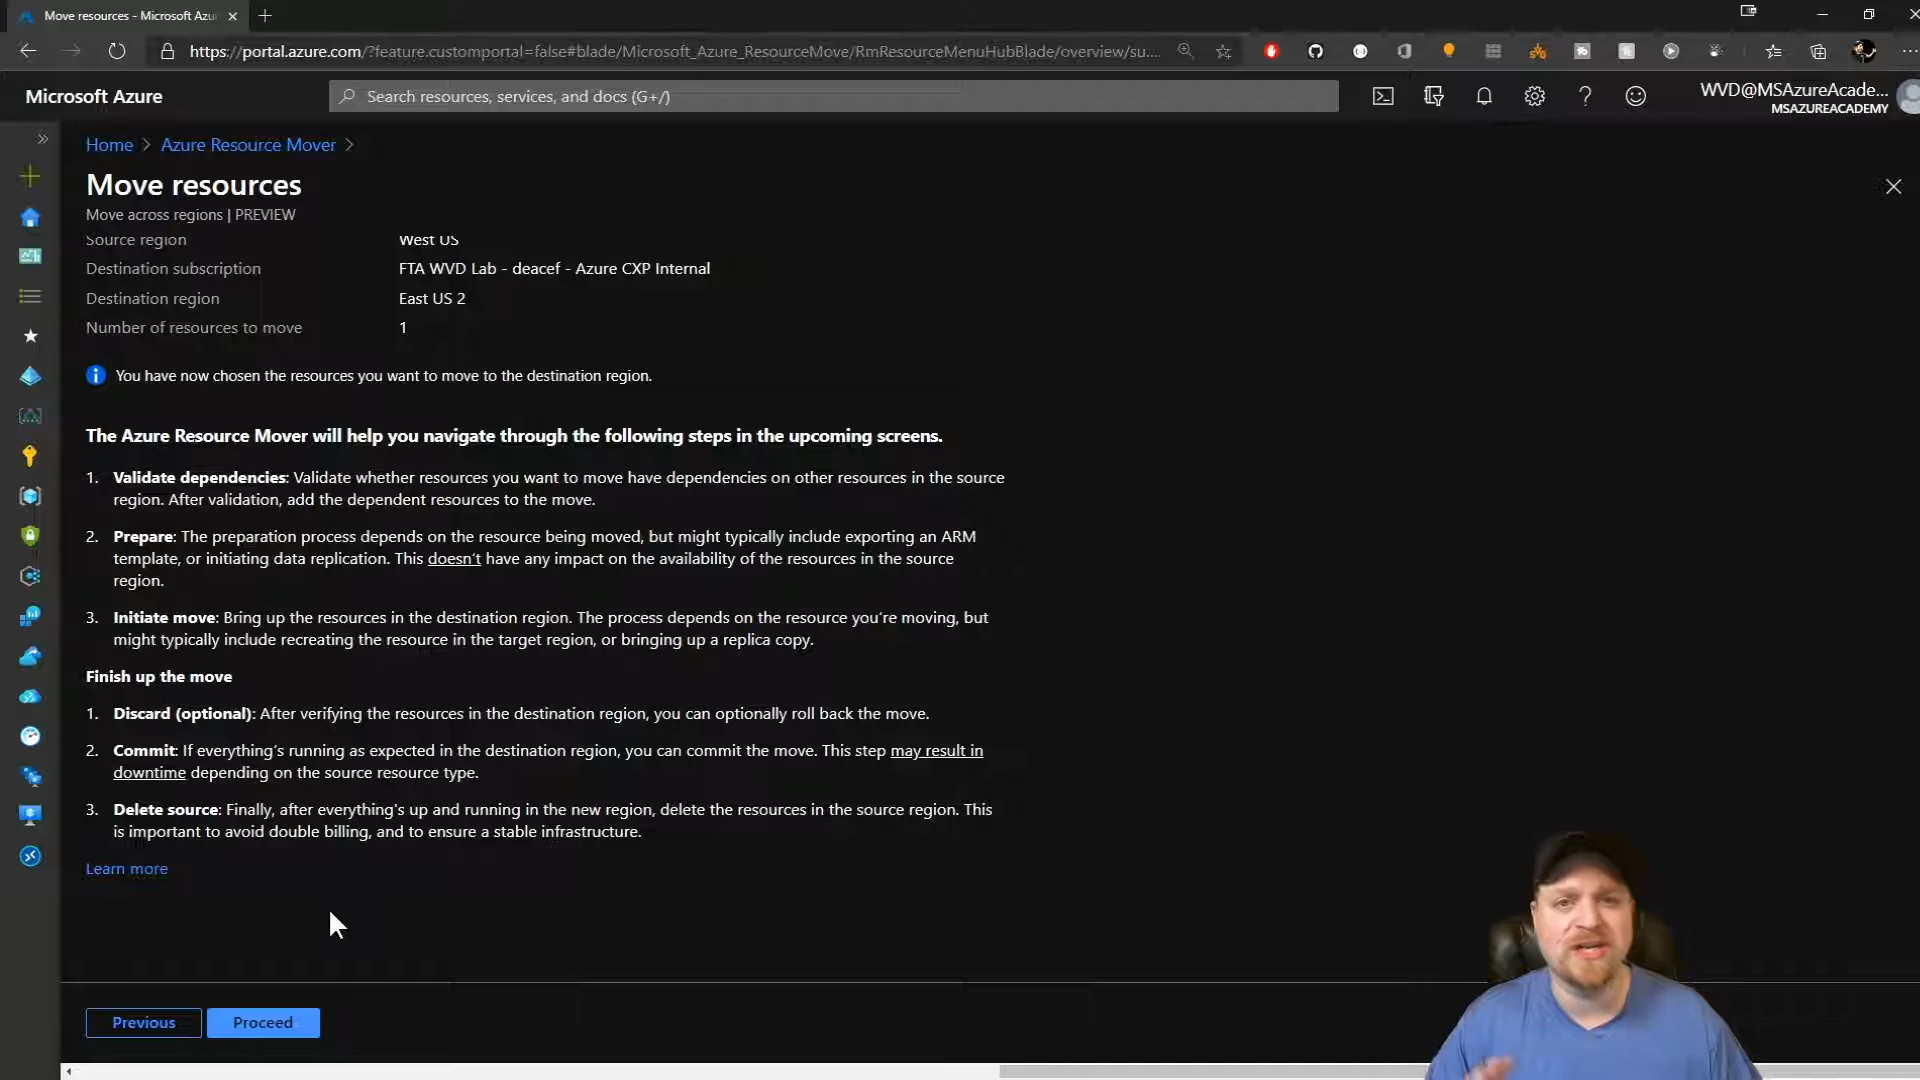 Move resources - Microsoft Azu
https://portal.azure.com/?feature.customportal=false#blade/Microsoft_Azure_ResourceMove/RmResourceMenuHubBlade/overview/su....
Microsoft Azure
Search resources, services, and docs (G+/)
WVD@MSAzureAcade...
MSAZUREACADEMY
Home > Azure Resource Mover >
Move resources
Move across regions | PREVIEW
Source region West US
Destination subscription FTA WVD Lab - deacef - Azure CXP Internal
Destination region East US 2
Number of resources to move 1
You have now chosen the resources you want to move to the destination region.
The Azure Resource Mover will help you navigate through the following steps in the upcoming screens.
1. Validate dependencies: Validate whether resources you want to move have dependencies on other resources in the source
region. After validation, add the dependent resources to the move.
2. Prepare: The preparation process depends on the resource being moved, but might typically include exporting an ARM
template, or initiating data replication. This doesn't have any impact on the availability of the resources in the source
region.
3. Initiate move: Bring up the resources in the destination region. The process depends on the resource you're moving, but
might typically include recreating the resource in the target region, or bringing up a replica copy.
Finish up the move
1. Discard (optional): After verifying the resources in the destination region, you can optionally roll back the move.
2. Commit: If everything's running as expected in the destination region, you can commit the move. This step may result in
downtime depending on the source resource type.
3. Delete source: Finally, after everything's up and running in the new region, delete the resources in the source region. This
is important to avoid double billing, and to ensure a stable infrastructure.
Learn more
Previous Proceed